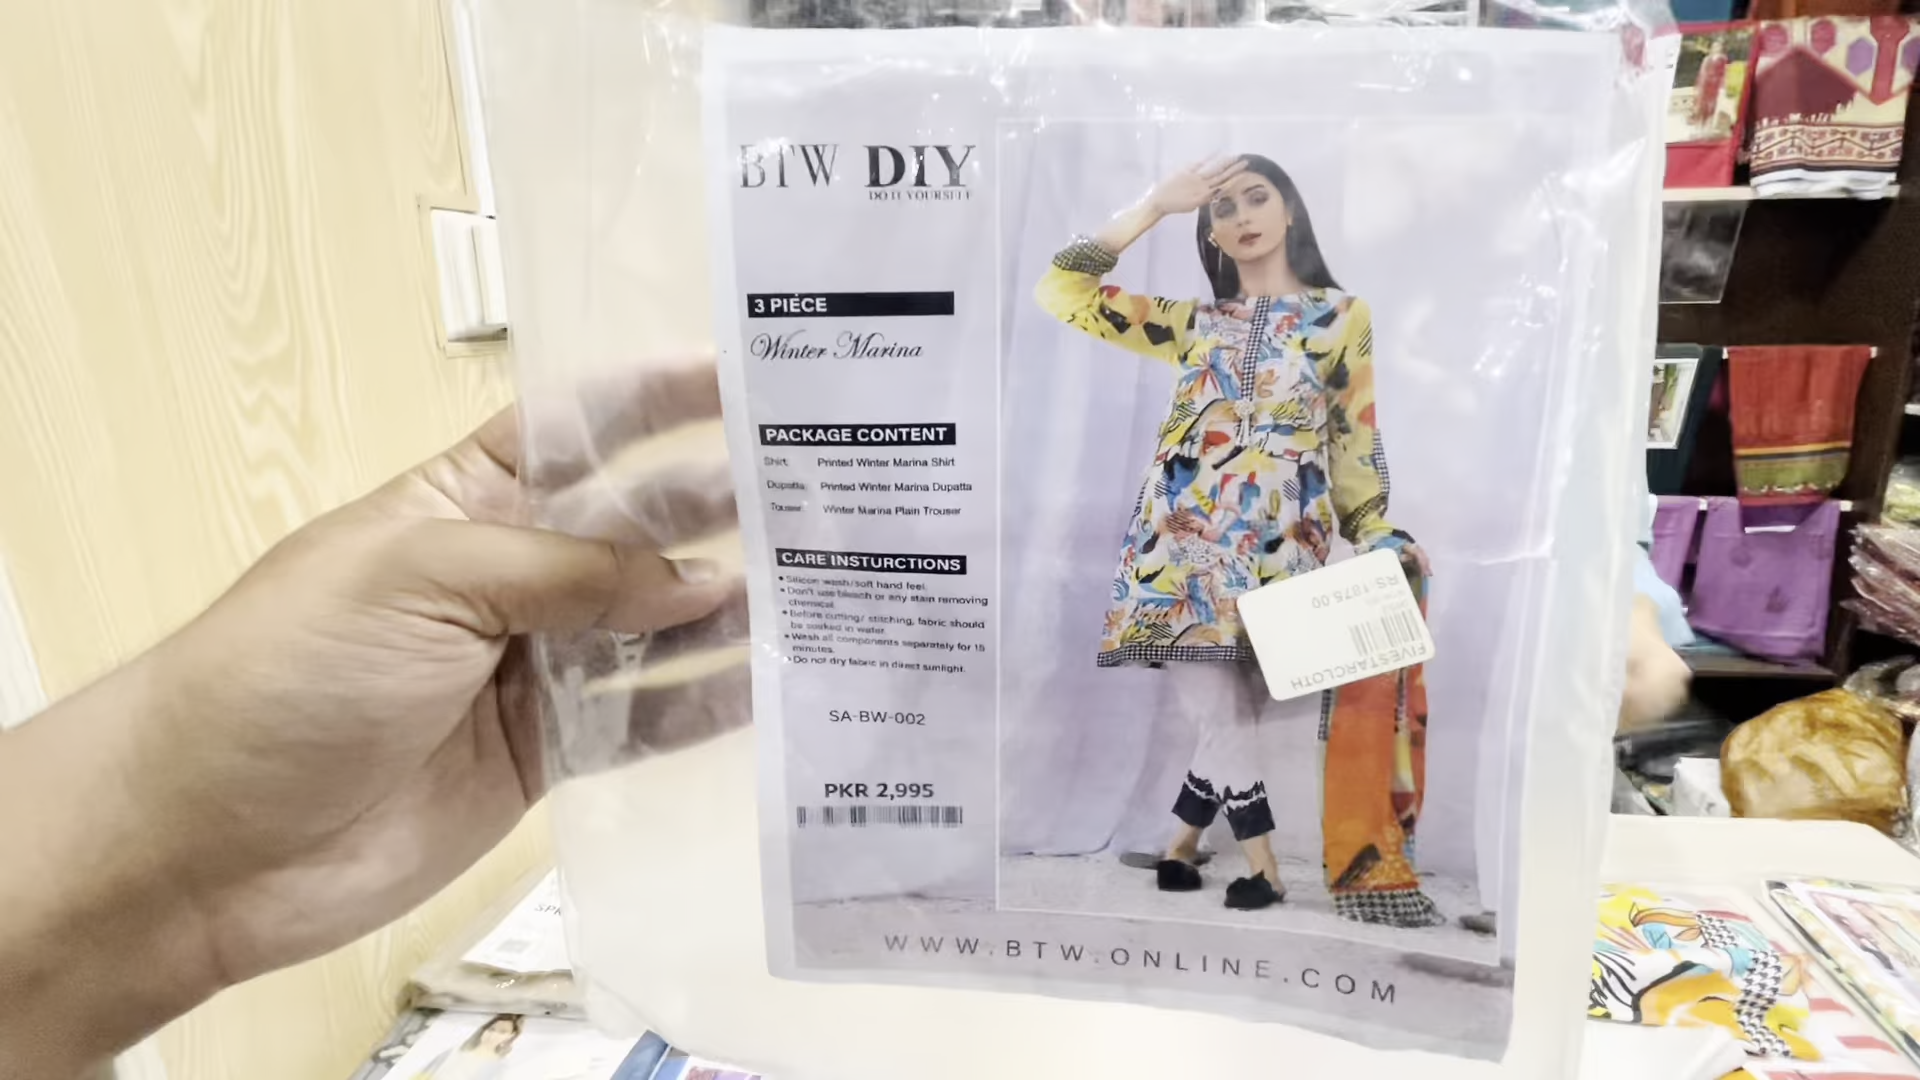 BTW DIY
DO IT YOURSELF
3 PIECE
Winter Marina
PACKAGE CONTENT
Shirt: Printed Winter Marina Shirt
Dupatta: Printed Winter Marina Dupatta
Trouser: Winter Marina Plain Trouser
CARE INSTURCTIONS
• Silicon wash/soft hand feel.
• Don't use bleach or any stain removing
chemical.
• Before cutting/ stitching, fabric should
be soaked in water.
• Wash all components separately for 15
minutes.
• Do not dry fabric in direct sunlight.
SA-BW-002
PKR 2,995
WWW.BTW.ONLINE.COM
FIVESTARCLOTH
RS: 1875.00
SPR